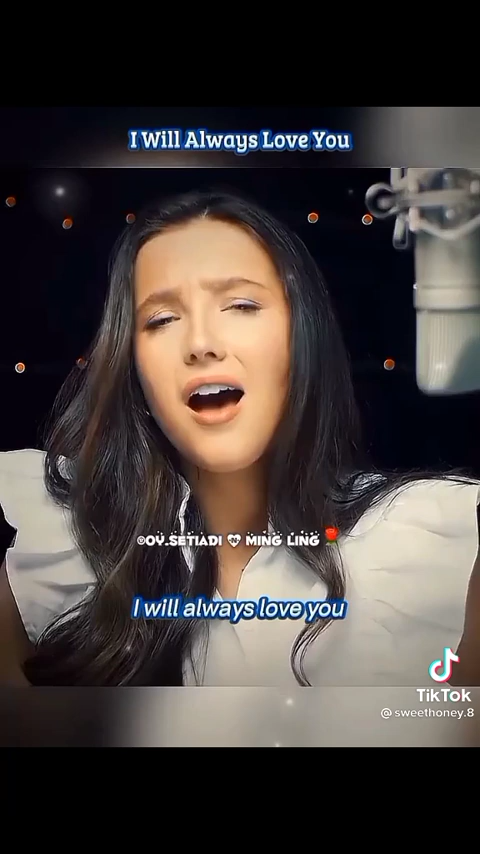 I Will Always Love You
©OY.SETIADI MING LING
I will always love you
TikTok
@sweethoney.8